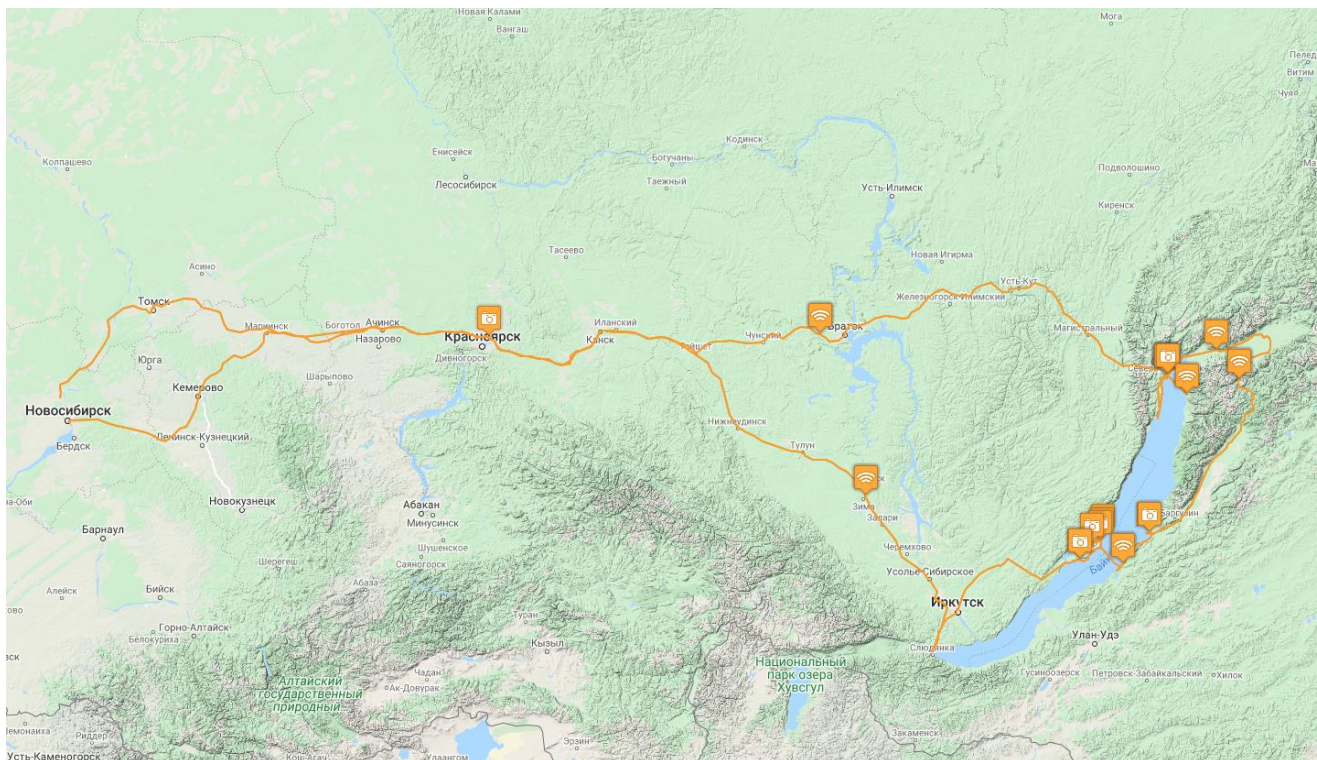 Новая Калами
Вангаш
Мога
Пелед
Витим
Чуя
Колпашево
Енисейск
Лесосибирск
Богучаны
Таежный
Кодинск
Усть-Илимск
Подволошино
Киренск
Тасеево
Новая Игирма
Асино
Томск
Усть-Кут
Железногорск-Илимский
Магистральный
Мариинск
Боготол
Ачинск
Назарово
Красноярск
Дивногорск
Иланский
Канск
Тайшет
Чунский
Братск
Юрга
Кемерово
Шарыпово
Новосибирск
Бердск
Ленинск-Кузнецкий
Нижнеудинск
Тулун
на-Оби
Новокузнецк
Абакан
Минусинск
Зима
Залари
Баргузин
Барнаул
Шушенское
Саяногорск
Черемхово
Усолье-Сибирское
Шерегеш
Абаза
Алейск
Бийск
Иркутск
Горно-Алтайск
Белокуриха
Туран
Кызыл
Слюдянка
Улан-Удэ
Национальный
парк озера
Хувсгул
Гусиноозерск
Петровск-Забайкальский
Хилок
Алтайский
государственный
природный...
Чадан
Ак-Довурак
Закаменск
Риддер
Эрзин
Усть-Каменогорск
Улаангом